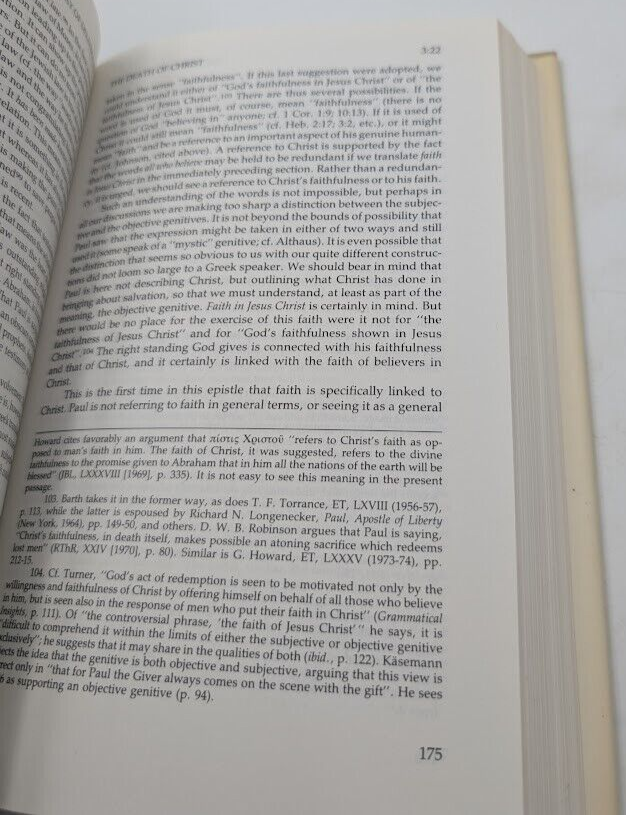 THE DEATH OF CHRIST 3:22
taken in the sense "faithfulness". If this last suggestion were adopted, we
understand it either of "God's faithfulness in Jesus Christ" or of "the
faithfulness of Jesus Christ".103 There are thus several possibilities. If the
understood of God it must, of course, mean "faithfulness" (there is no
question of God "believing in" anyone; cf. 1 Cor. 1:9; 10:13). If it is used of
Christ it could still mean "faithfulness" (cf. Heb. 2:17; 3:2, etc.), or it might
mean "faith" and be a reference to an important aspect of his genuine human-
Johnson, cited above). A reference to Christ is supported by the fact
words all who believe may be held to be redundant if we translate faith
in Jesus Christ in the immediately preceding section. Rather than a redundan-
cy, it is urged, we should see a reference to Christ's faithfulness or to his faith.
Such an understanding of the words is not impossible, but perhaps in
all our discussions we are making too sharp a distinction between the subjec-
tive and the objective genitives. It is not beyond the bounds of possibility that
Paul saw that the expression might be taken in either of two ways and still
used it (some speak of a "mystic" genitive; cf. Althaus). It is even possible that
the distinction that seems so obvious to us with our quite different construc-
tions did not loom so large to a Greek speaker. We should bear in mind that
Paul is here not describing Christ, but outlining what Christ has done in
bringing about salvation, so that we must understand, at least as part of the
meaning, the objective genitive. Faith in Jesus Christ is certainly in mind. But
there would be no place for the exercise of this faith were it not for "the
faithfulness of Jesus Christ" and for "God's faithfulness shown in Jesus
Christ".104 The right standing God gives is connected with his faithfulness
and that of Christ, and it certainly is linked with the faith of believers in
Christ.
This is the first time in this epistle that faith is specifically linked to
Christ. Paul is not referring to faith in general terms, or seeing it as a general
Howard cites favorably an argument that πίστις Χριστοῦ "refers to Christ's faith as op-
posed to man's faith in him. The faith of Christ, it was suggested, refers to the divine
faithfulness to the promise given to Abraham that in him all the nations of the earth will be
blessed" (JBL, LXXXVIII [1969], p. 335). It is not easy to see this meaning in the present
passage.
103. Barth takes it in the former way, as does T. F. Torrance, ET, LXVIII (1956-57),
p. 113, while the latter is espoused by Richard N. Longenecker, Paul, Apostle of Liberty
(New York, 1964), pp. 149-50, and others. D. W. B. Robinson argues that Paul is saying,
"Christ's faithfulness, in death itself, makes possible an atoning sacrifice which redeems
lost men" (RThR, XXIV [1970], p. 80). Similar is G. Howard, ET, LXXXV (1973-74), pp.
212-15.
104. Cf. Turner, "God's act of redemption is seen to be motivated not only by the
willingness and faithfulness of Christ by offering himself on behalf of all those who believe
in him, but is seen also in the response of men who put their faith in Christ" (Grammatical
Insights, p. 111). Of "the controversial phrase, 'the faith of Jesus Christ'" he says, it is
"difficult to comprehend it within the limits of either the subjective or objective genitive
exclusively"; he suggests that it may share in the qualities of both (ibid., p. 122). Käsemann
ects the idea that the genitive is both objective and subjective, arguing that this view is
rect only in "that for Paul the Giver always comes on the scene with the gift". He sees
6 as supporting an objective genitive (p. 94).
175